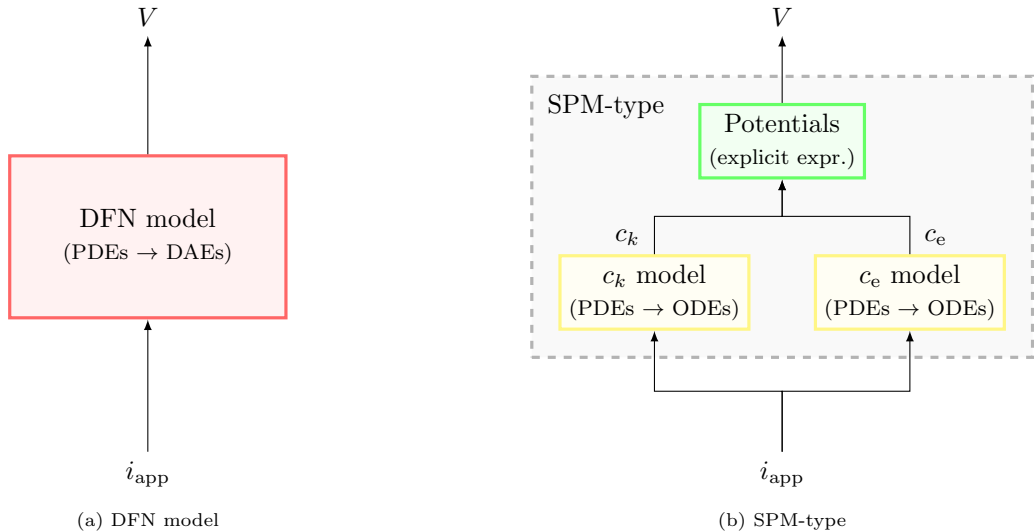 V
DFN model
(PDEs → DAEs)
i_app
(a) DFN model
V
SPM-type
Potentials
(explicit expr.)
c_k
c_e
c_k model
(PDEs → ODEs)
c_e model
(PDEs → ODEs)
i_app
(b) SPM-type